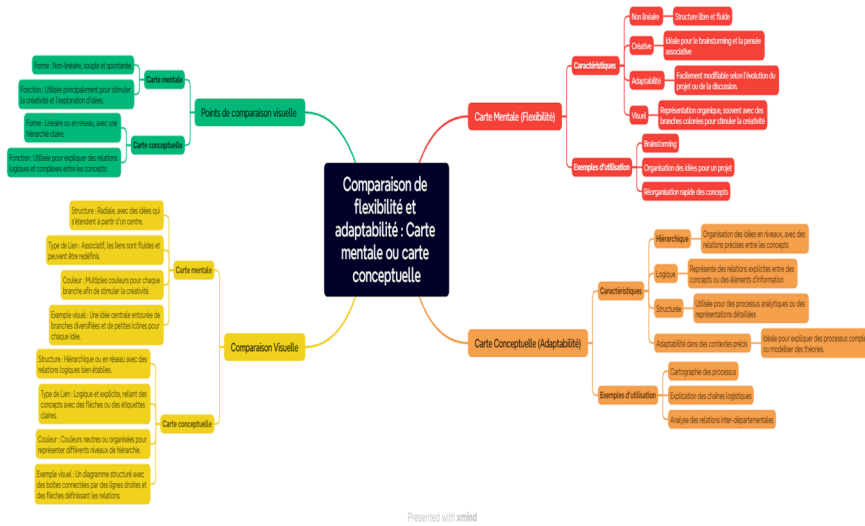 Comparaison de
flexibilité et
adaptabilité : Carte
mentale ou carte
conceptuelle
Carte Mentale (Flexibilité)
Caractéristiques
Non linéaire
Structure libre et fluide
Créative
Idéale pour le brainstorming et la pensée
associative
Adaptabilité
Facilement modifiable selon l'évolution du
projet ou de la discussion.
Visuel
Représentation organique, souvent avec des
branches colorées pour stimuler la créativité
Exemples d'utilisation
Brainstorming
Organisation des idées pour un projet
Réorganisation rapide des concepts
Carte Conceptuelle (Adaptabilité)
Caractéristiques
Hiérarchique
Organisation des idées en niveaux, avec des
relations précises entre les concepts
Logique
Représente des relations explicites entre des
concepts ou des éléments d'information
Structurée
Utilisée pour des processus analytiques ou des
représentations détaillées
Adaptabilité dans des contextes précis
Idéale pour expliquer des processus
ou modéliser des théories.
Exemples d'utilisation
Cartographie des processus
Explication des chaînes logistiques
Analyse des relations inter-départementales
Points de comparaison visuelle
Carte mentale
Forme : Non-linéaire, souple et spontanée.
Fonction : Utilisée principalement pour stimuler
la créativité et l'exploration d'idées.
Carte conceptuelle
Forme : Linéaire ou en réseau, avec une
hiérarchie claire.
Fonction : Utilisée pour expliquer des relations
logiques et complexes entre les concepts.
Comparaison Visuelle
Carte mentale
Structure : Radiale, avec des idées qui
s'étendent à partir d'un centre.
Type de Lien : Associatif, les liens sont fluides et
peuvent être redéfinis.
Couleur : Multiples couleurs pour chaque
branche afin de stimuler la créativité.
Exemple visuel : Une idée centrale entourée de
branches diversifiées et de petites icônes pour
chaque idée.
Carte conceptuelle
Structure : Hiérarchique ou en réseau avec des
relations logiques bien établies.
Type de Lien : Logique et explicite, reliant des
concepts avec des flèches ou des étiquettes
claires.
Couleur : Couleurs neutres ou organisées pour
représenter différents niveaux de hiérarchie.
Exemple visuel : Un diagramme structuré avec
des boîtes connectées par des lignes droites et
des flèches définissant les relations.
Presented with xmind